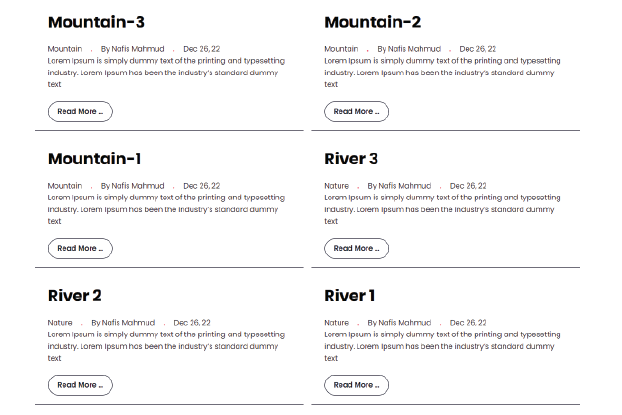 Mountain-3
Mountain . By Nafis Mahmud . Dec 26, 22
Lorem Ipsum is simply dummy text of the printing and typesetting
industry. Lorem Ipsum has been the industry's standard dummy
text
Read More ...
Mountain-2
Mountain . By Nafis Mahmud . Dec 26, 22
Lorem Ipsum is simply dummy text of the printing and typesetting
industry. Lorem Ipsum has been the industry's standard dummy
text
Read More ...
Mountain-1
Mountain . By Nafis Mahmud . Dec 26, 22
Lorem Ipsum is simply dummy text of the printing and typesetting
industry. Lorem Ipsum has been the industry's standard dummy
text
Read More ...
River 3
Nature . By Nafis Mahmud . Dec 26, 22
Lorem Ipsum is simply dummy text of the printing and typesetting
industry. Lorem Ipsum has been the industry's standard dummy
text
Read More ...
River 2
Nature . By Nafis Mahmud . Dec 26, 22
Lorem Ipsum is simply dummy text of the printing and typesetting
industry. Lorem Ipsum has been the industry's standard dummy
text
Read More ...
River 1
Nature . By Nafis Mahmud . Dec 26, 22
Lorem Ipsum is simply dummy text of the printing and typesetting
industry. Lorem Ipsum has been the industry's standard dummy
text
Read More ...